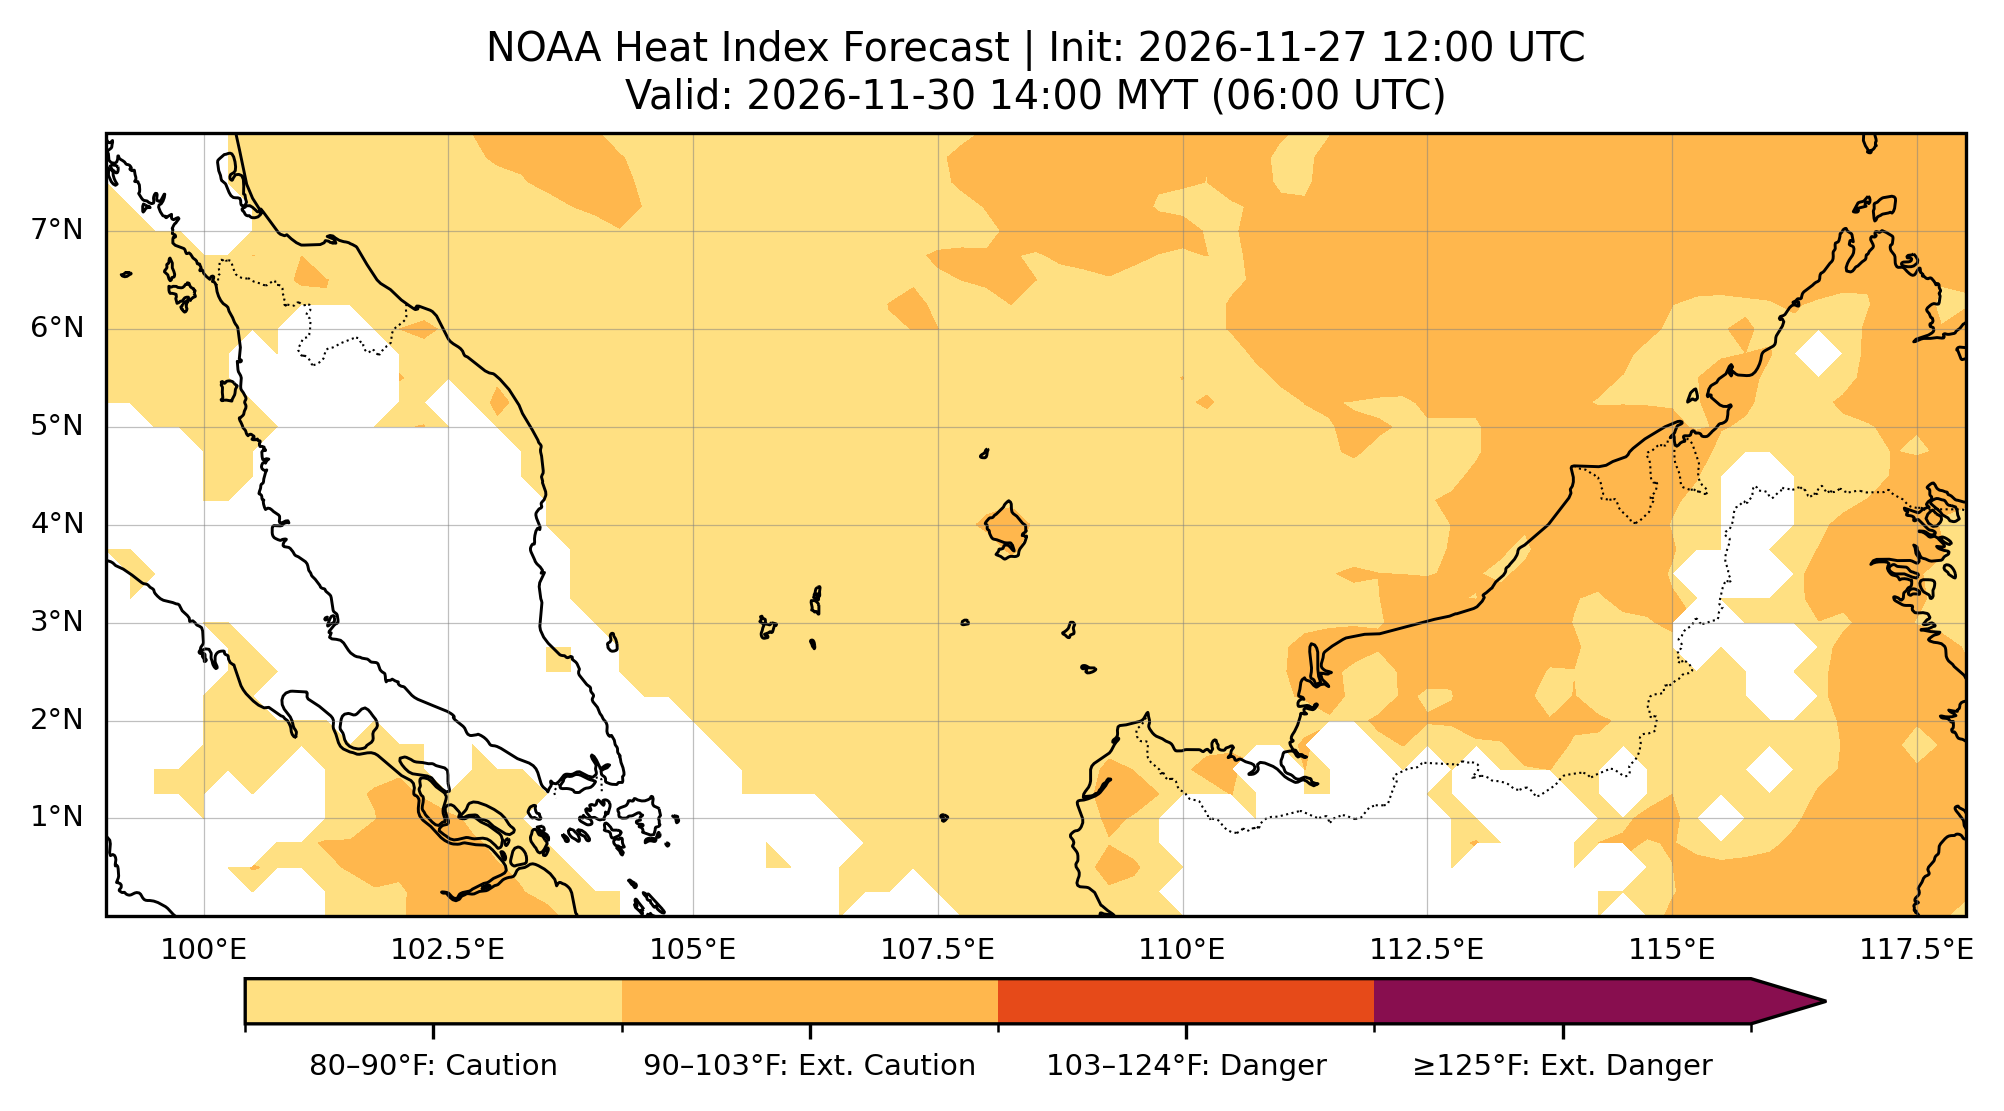 NOAA Heat Index Forecast | Init: 2026-11-27 12:00 UTC
Valid: 2026-11-30 14:00 MYT (06:00 UTC)
7°N
6°N
5°N
4°N
3°N
2°N
1°N
100°E 102.5°E 105°E 107.5°E 110°E 112.5°E 115°E 117.5°E
80–90°F: Caution 90–103°F: Ext. Caution 103–124°F: Danger ≥125°F: Ext. Danger